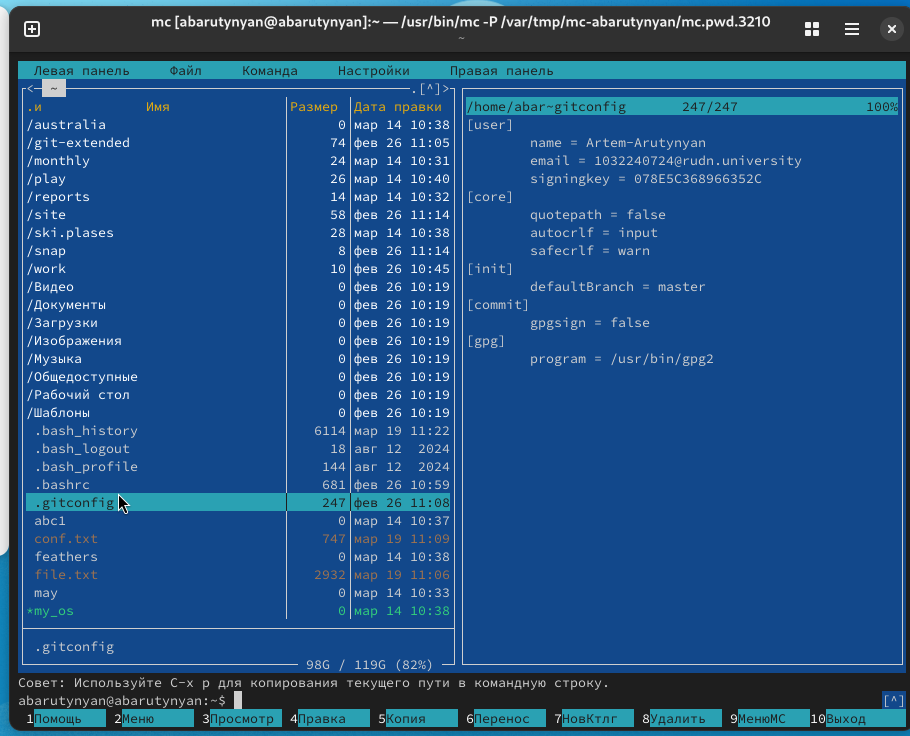 mc [abarutynyan@abarutynyan]:~ — /usr/bin/mc -P /var/tmp/mc-abarutynyan/mc.pwd.3210
~
Левая панель Файл Команда Настройки Правая панель
<─ ~ .[^]>
.и Имя Размер Дата правки
/australia 0 мар 14 10:38
/git-extended 74 фев 26 11:05
/monthly 24 мар 14 10:31
/play 26 мар 14 10:40
/reports 14 мар 14 10:32
/site 58 фев 26 11:14
/ski.plases 28 мар 14 10:38
/snap 8 фев 26 11:14
/work 10 фев 26 10:45
/Видео 0 фев 26 10:19
/Документы 0 фев 26 10:19
/Загрузки 0 фев 26 10:19
/Изображения 0 фев 26 10:19
/Музыка 0 фев 26 10:19
/Общедоступные 0 фев 26 10:19
/Рабочий стол 0 фев 26 10:19
/Шаблоны 0 фев 26 10:19
.bash_history 6114 мар 19 11:22
.bash_logout 18 авг 12 2024
.bash_profile 144 авг 12 2024
.bashrc 681 фев 26 10:59
.gitconfig 247 фев 26 11:08
abc1 0 мар 14 10:37
conf.txt 747 мар 19 11:09
feathers 0 мар 14 10:38
file.txt 2932 мар 19 11:06
may 0 мар 14 10:33
*my_os 0 мар 14 10:38
.gitconfig
98G / 119G (82%)
/home/abar~gitconfig 247/247 100%
[user]
name = Artem-Arutynyan
email = 1032240724@rudn.university
signingkey = 078E5C368966352C
[core]
quotepath = false
autocrlf = input
safecrlf = warn
[init]
defaultBranch = master
[commit]
gpgsign = false
[gpg]
program = /usr/bin/gpg2
Совет: Используйте C-x p для копирования текущего пути в командную строку.
abarutynyan@abarutynyan:~$ [^]
1Помощь 2Меню 3Просмотр 4Правка 5Копия 6Перенос 7НовКтлг 8Удалить 9МенюМС 10Выход